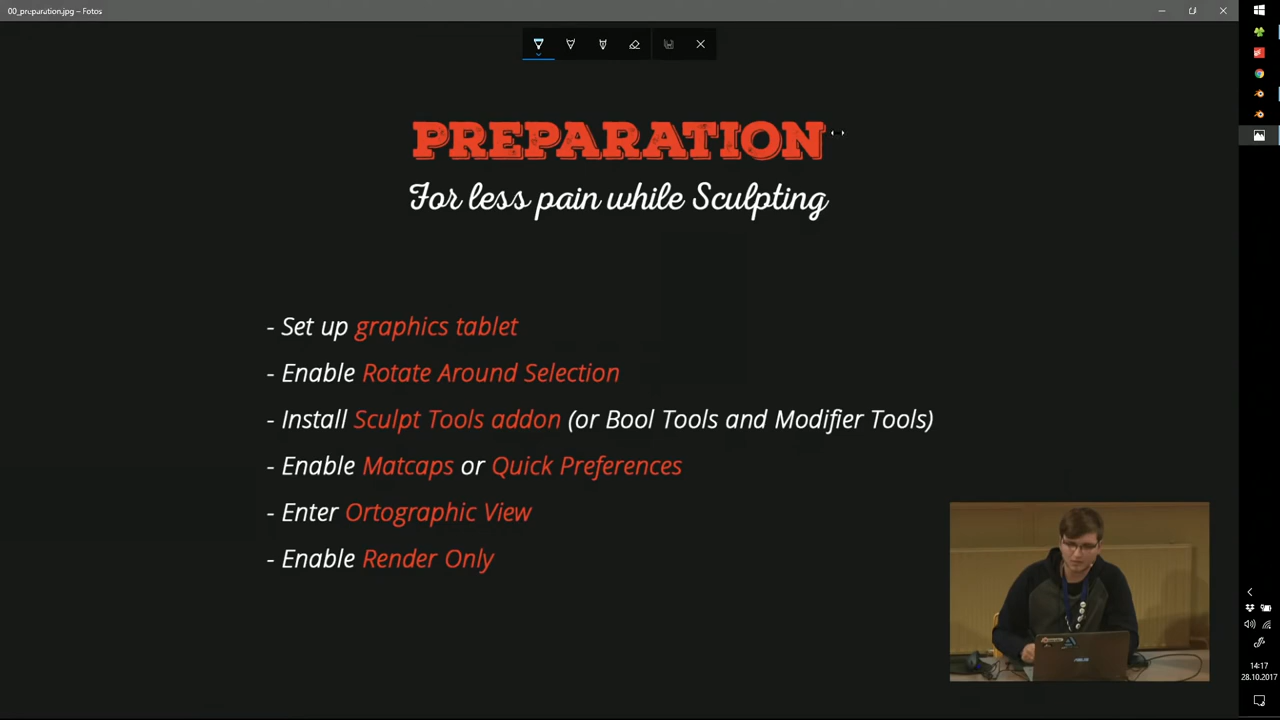 00_preparation.jpg – Fotos
PREPARATION
For less pain while Sculpting
- Set up graphics tablet
- Enable Rotate Around Selection
- Install Sculpt Tools addon (or Bool Tools and Modifier Tools)
- Enable Matcaps or Quick Preferences
- Enter Ortographic View
- Enable Render Only
ASUS
14:17
28.10.2017